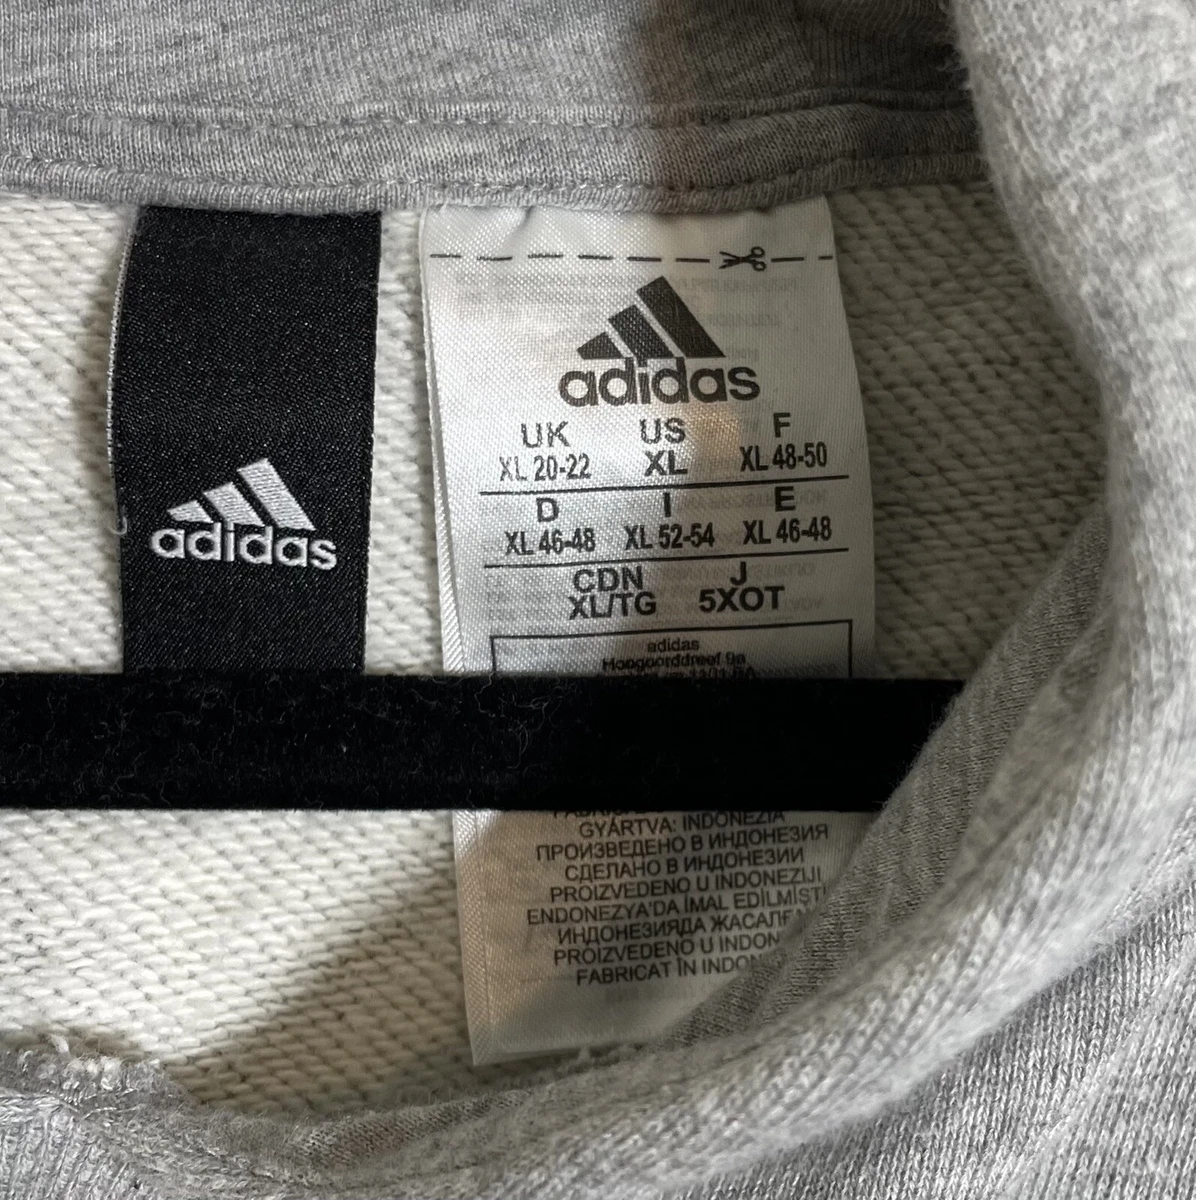 adidas
adidas
UK US F
XL 20-22 XL XL 48-50
D I E
XL 46-48 XL 52-54 XL 46-48
CDN J
XL/TG 5XOT
adidas
Hoogoorddreef 9a
GYÁRTVA: INDONEZIA
ПРОИЗВЕДЕНО В ИНДОНЕЗИЯ
СДЕЛАНО В ИНДОНЕЗИИ
PROIZVEDENO U INDONEZIJI
ENDONEZYA'DA İMAL EDİLMİŞTİ
ИНДОНЕЗИЯДА ЖАСАЛҒАН
PROIZVEDENO U INDON
FABRICAT ÎN INDON